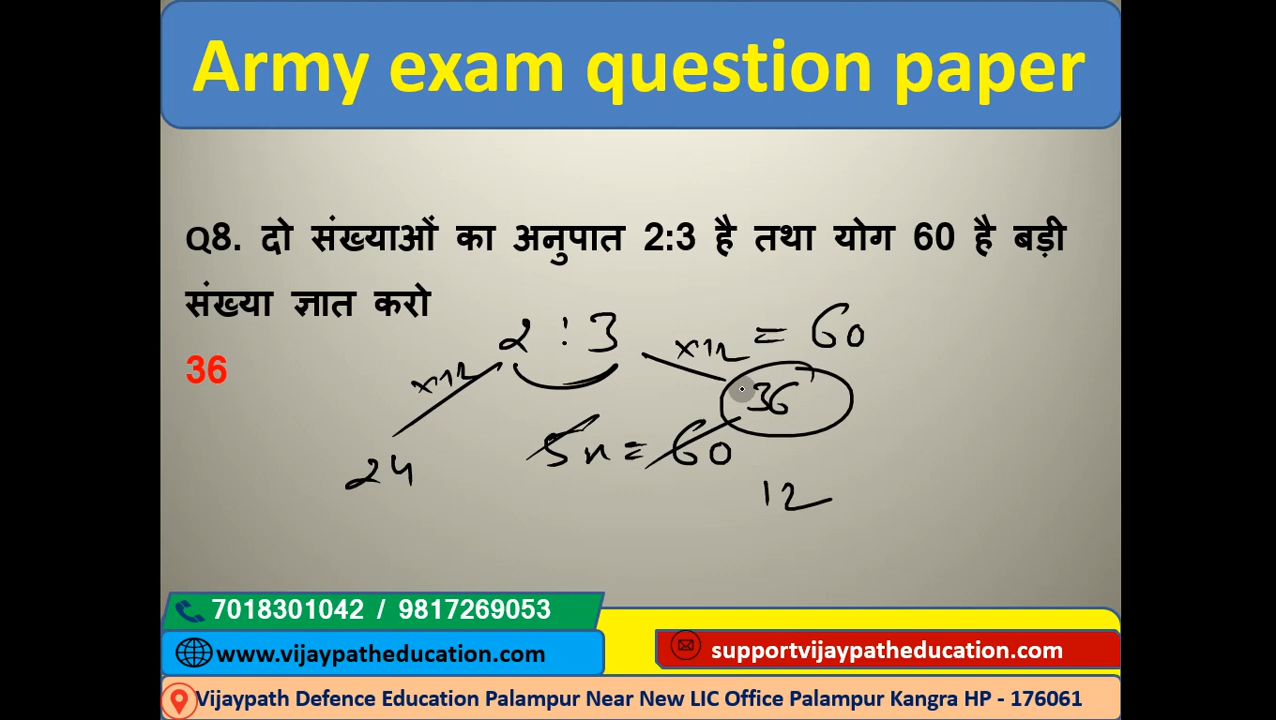 Army exam question paper
Q8. दो संख्याओं का अनुपात 2:3 है तथा योग 60 है बड़ी
संख्या ज्ञात करो
2 : 3 = 60
×12
×12
36
36
5x = 60
24
12
7018301042 / 9817269053
www.vijaypatheducation.com
supportvijaypatheducation.com
Vijaypath Defence Education Palampur Near New LIC Office Palampur Kangra HP - 176061